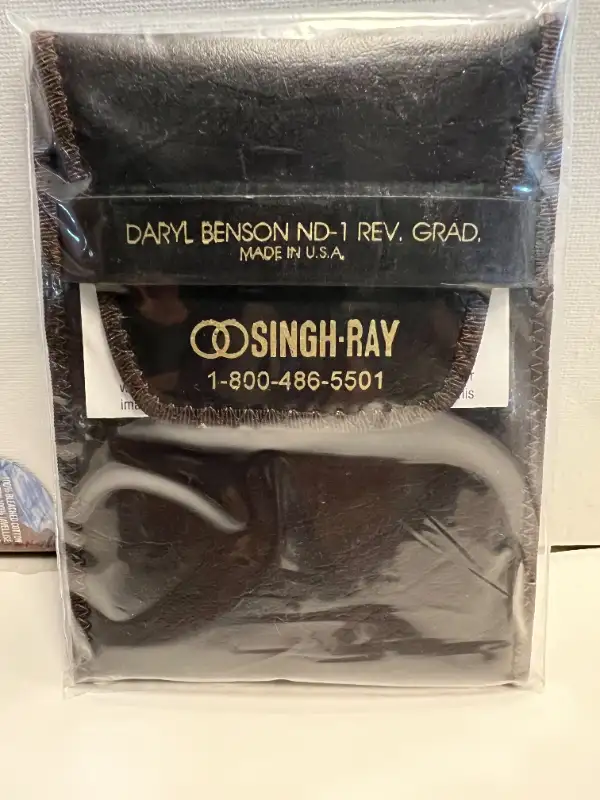 DARYL BENSON ND-1 REV. GRAD.
MADE IN U.S.A.
SINGH-RAY
1-800-486-5501